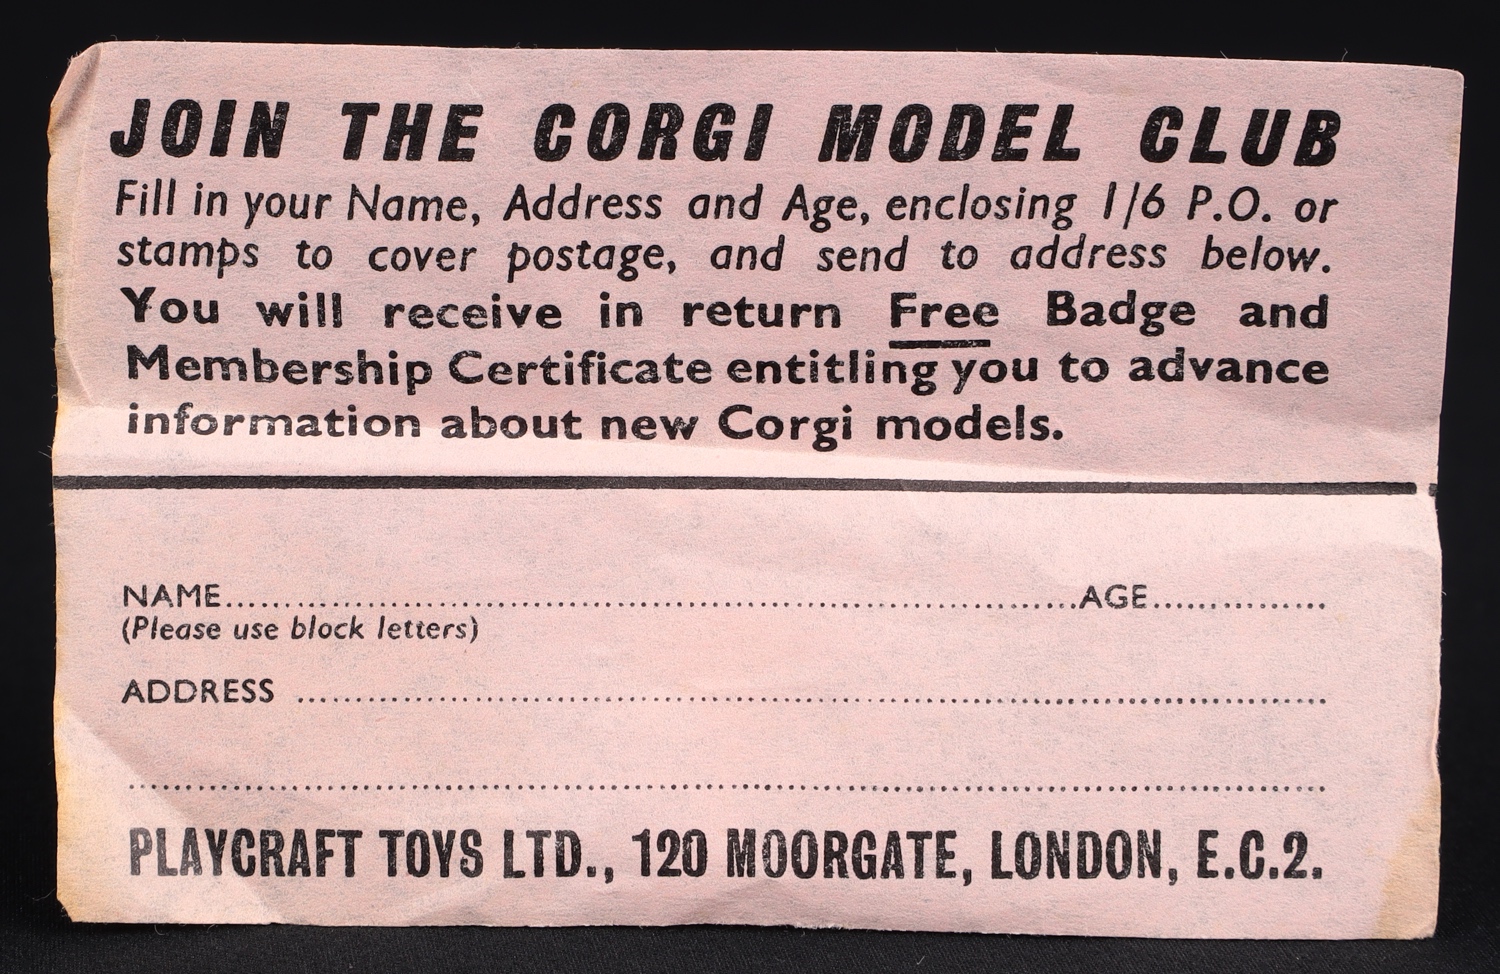 JOIN THE CORGI MODEL CLUB
Fill in your Name, Address and Age, enclosing 1/6 P.O. or
stamps to cover postage, and send to address below.
You will receive in return Free Badge and
Membership Certificate entitling you to advance
information about new Corgi models.
NAME..........AGE..........
(Please use block letters)
ADDRESS ..........
..........
PLAYCRAFT TOYS LTD., 120 MOORGATE, LONDON, E.C.2.